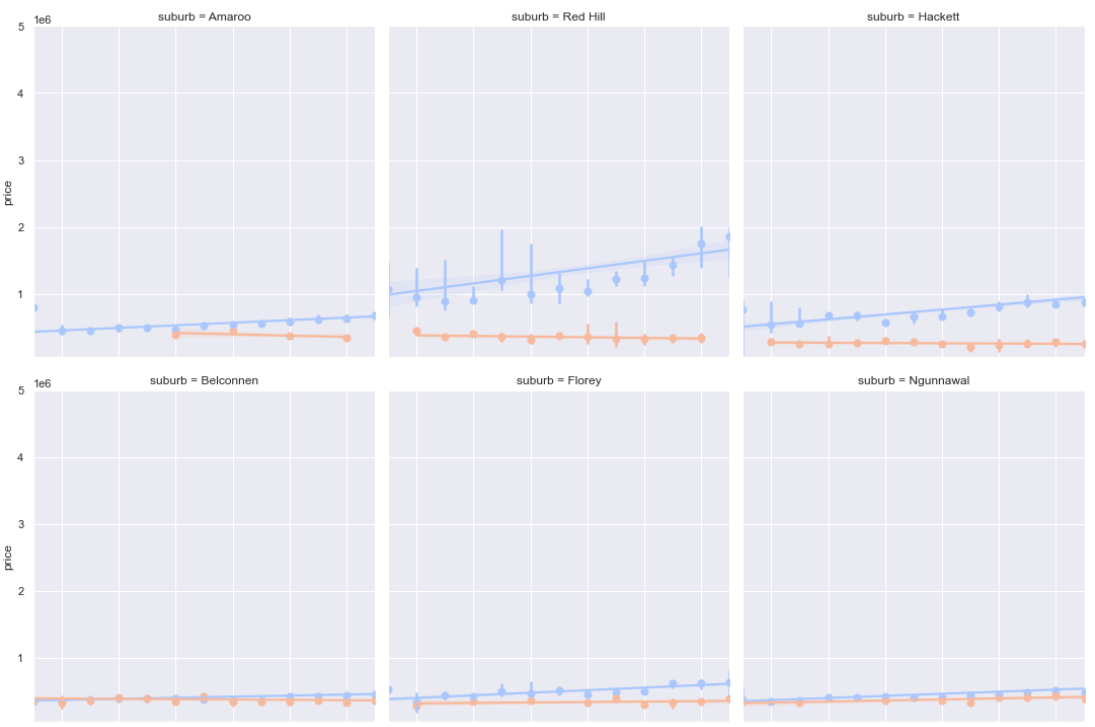 suburb = Amaroo
suburb = Red Hill
suburb = Hackett
1e6
5
4
3
2
1
price
suburb = Belconnen
suburb = Florey
suburb = Ngunnawal
1e6
5
4
3
2
1
price